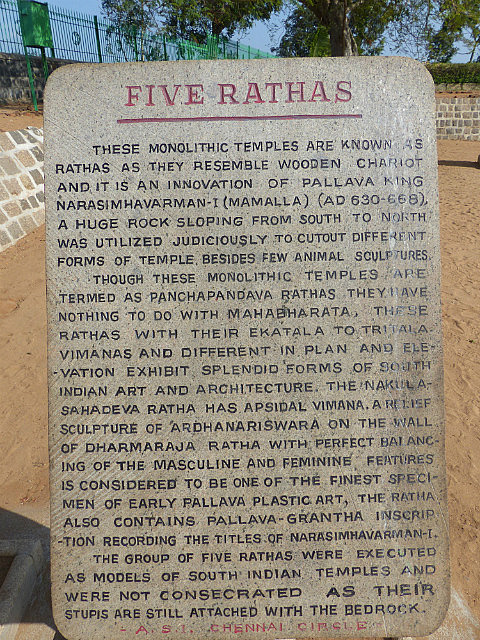 FIVE RATHAS
THESE MONOLITHIC TEMPLES ARE KNOWN AS
RATHAS AS THEY RESEMBLE WOODEN CHARIOT
AND IT IS AN INNOVATION OF PALLAVA KING
NARASIMHAVARMAN-I (MAMALLA) (AD 630-668).
A HUGE ROCK SLOPING FROM SOUTH TO NORTH
WAS UTILIZED JUDICIOUSLY TO CUTOUT DIFFERENT
FORMS OF TEMPLE, BESIDES FEW ANIMAL SCULPTURES.
THOUGH THESE MONOLITHIC TEMPLES ARE
TERMED AS PANCHAPANDAVA RATHAS THEY HAVE
NOTHING TO DO WITH MAHABHARATA, THESE
RATHAS WITH THEIR EKATALA TO TRITALA
VIMANAS AND DIFFERENT IN PLAN AND ELE-
-VATION EXHIBIT SPLENDID FORMS OF SOUTH
INDIAN ART AND ARCHITECTURE. THE NAKULA-
SAHADEVA RATHA HAS APSIDAL VIMANA. A RELIEF
SCULPTURE OF ARDHANARISWARA ON THE WALL
OF DHARMARAJA RATHA WITH PERFECT BALANC-
ING OF THE MASCULINE AND FEMININE FEATURES
IS CONSIDERED TO BE ONE OF THE FINEST SPECI-
MEN OF EARLY PALLAVA PLASTIC ART, THE RATHA
ALSO CONTAINS PALLAVA-GRANTHA INSCRIP-
-TION RECORDING THE TITLES OF NARASIMHAVARMAN-I.
THE GROUP OF FIVE RATHAS WERE EXECUTED
AS MODELS OF SOUTH INDIAN TEMPLES AND
WERE NOT CONSECRATED AS THEIR
STUPIS ARE STILL ATTACHED WITH THE BEDROCK.
- A. S. I. CHENNAI CIRCLE -